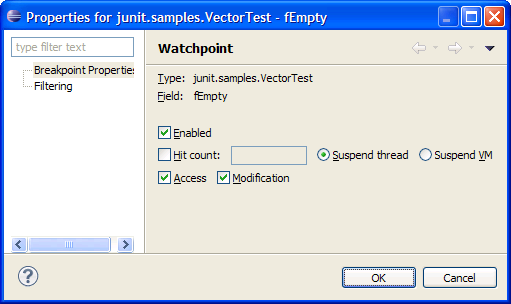 Properties for junit.samples.VectorTest - fEmpty
type filter text
Breakpoint Properties
Filtering
Watchpoint
Type: junit.samples.VectorTest
Field: fEmpty
Enabled
Hit count: Suspend thread Suspend VM
Access Modification
OK Cancel